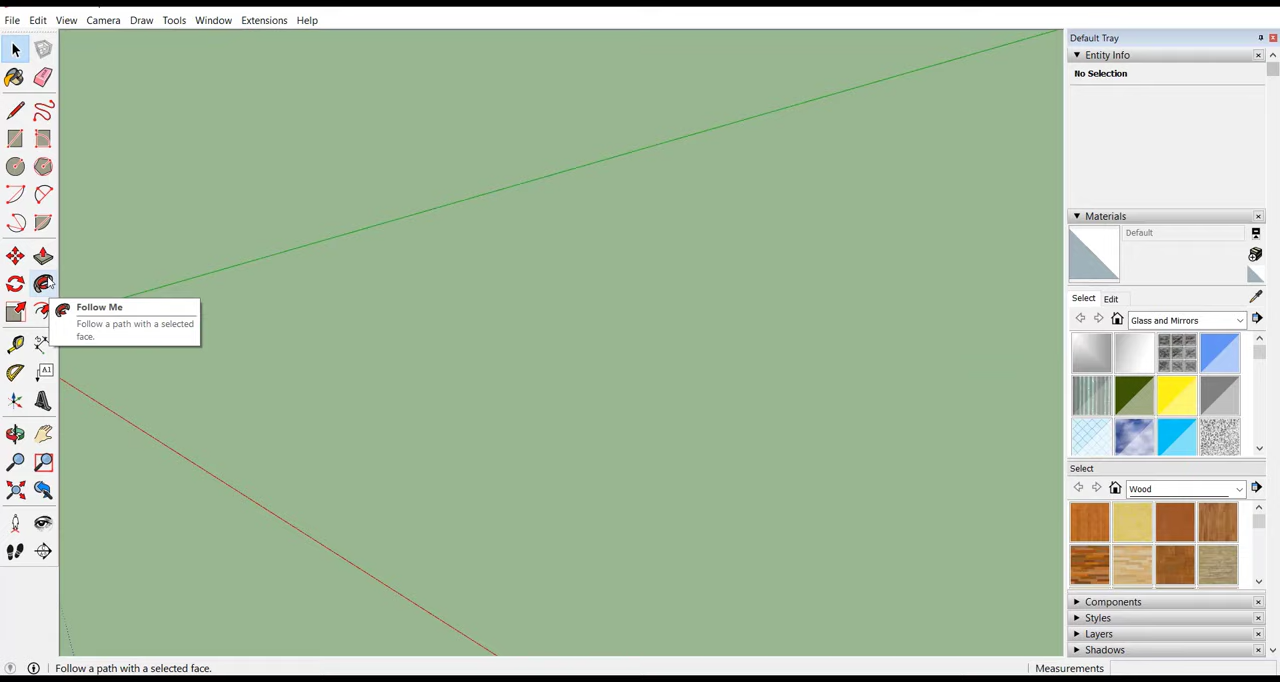 File Edit View Camera Draw Tools Window Extensions Help
Default Tray
Entity Info
No Selection
Materials
Default
Select Edit
Glass and Mirrors
Follow Me
Follow a path with a selected
face.
A1
Select
Wood
Components
Styles
Layers
Shadows
Follow a path with a selected face.
Measurements